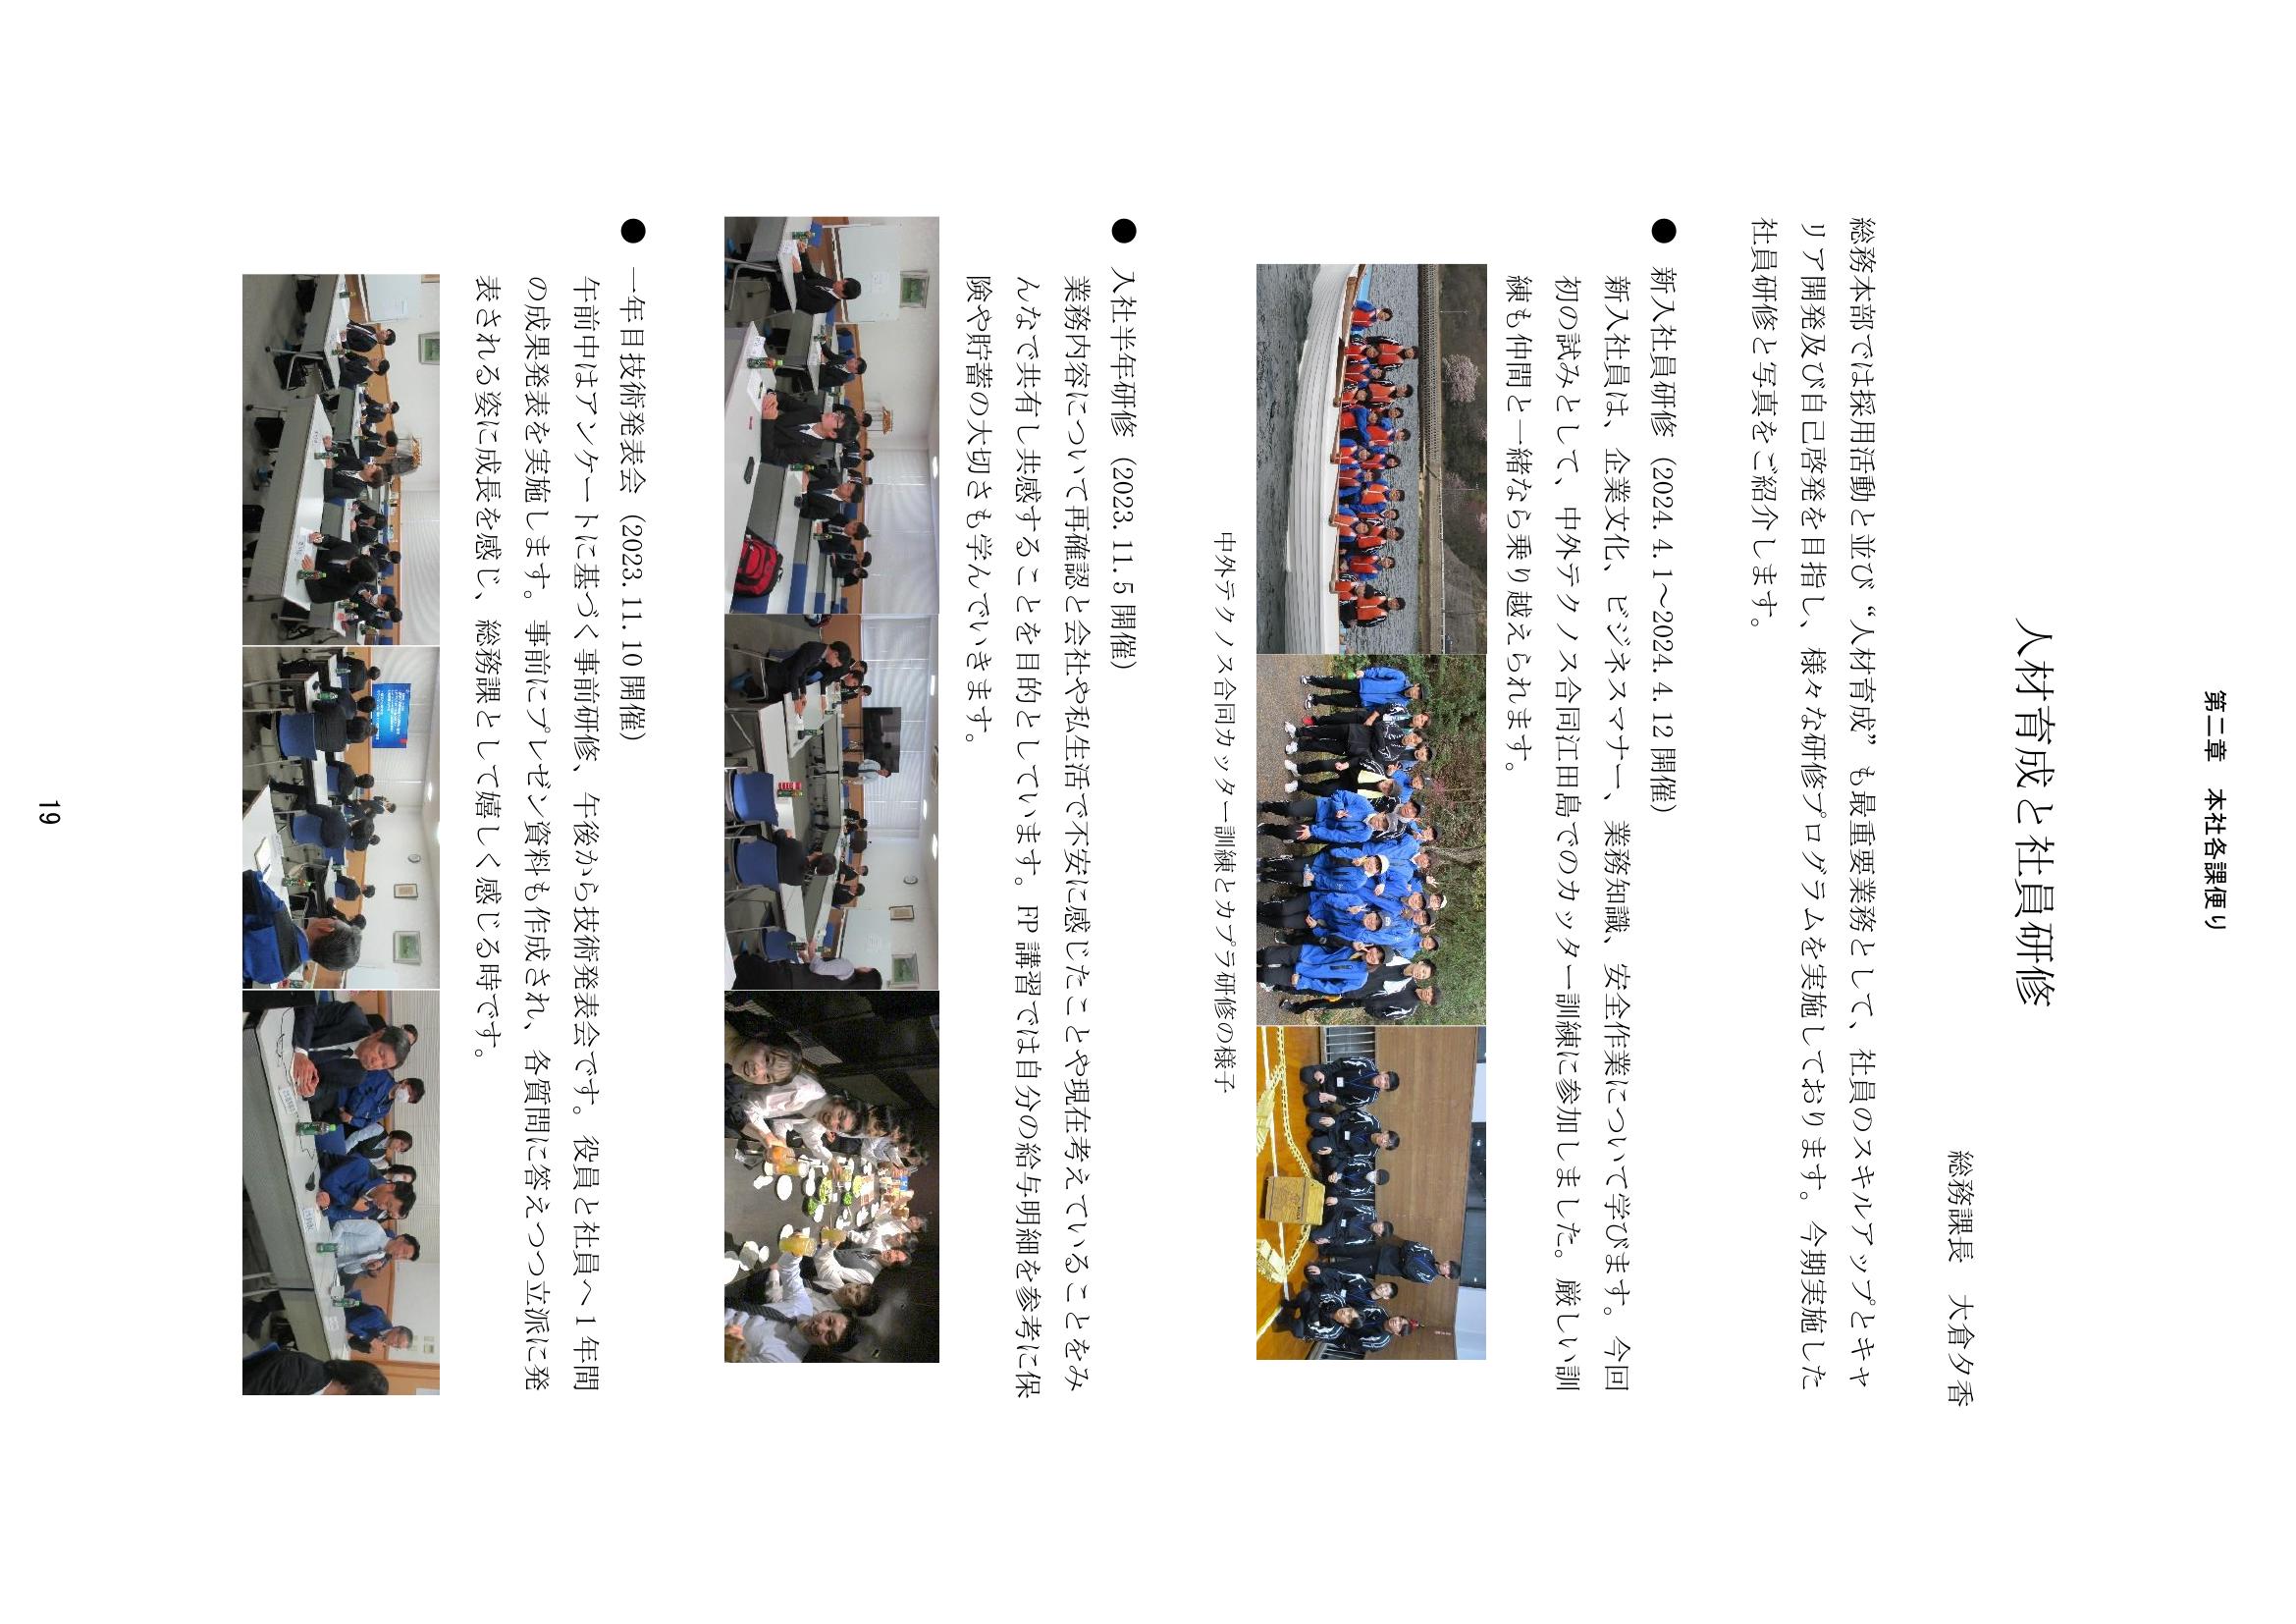 第二章　本社各課便り
人材育成と社員研修
総務課長　大倉夕香
総務本部では採用活動と並び“人材育成”も最重要業務として、社員のスキルアップとキャ
リア開発及び自己啓発を目指し、様々な研修プログラムを実施しております。今期実施した
社員研修と写真をご紹介します。
● 新入社員研修（2024.4.1～2024.4.12 開催）
新入社員は、企業文化、ビジネスマナー、業務知識、安全作業について学びます。今回
初の試みとして、中外テクノス合同江田島でのカッター訓練に参加しました。厳しい訓
練も仲間と一緒なら乗り越えられます。
中外テクノス合同カッター訓練とカプラ研修の様子
● 入社半年研修（2023.11.5 開催）
業務内容について再確認と会社や私生活で不安に感じたことや現在考えていることをみ
んなで共有し共感することを目的としています。FP 講習では自分の給与明細を参考に保
険や貯蓄の大切さも学んでいきます。
● 一年目技術発表会（2023.11.10 開催）
午前中はアンケートに基づく事前研修、午後から技術発表会です。役員と社員へ 1 年間
の成果発表を実施します。事前にプレゼン資料も作成され、各質問に答えつつ立派に発
表される姿に成長を感じ、総務課として嬉しく感じる時です。
19